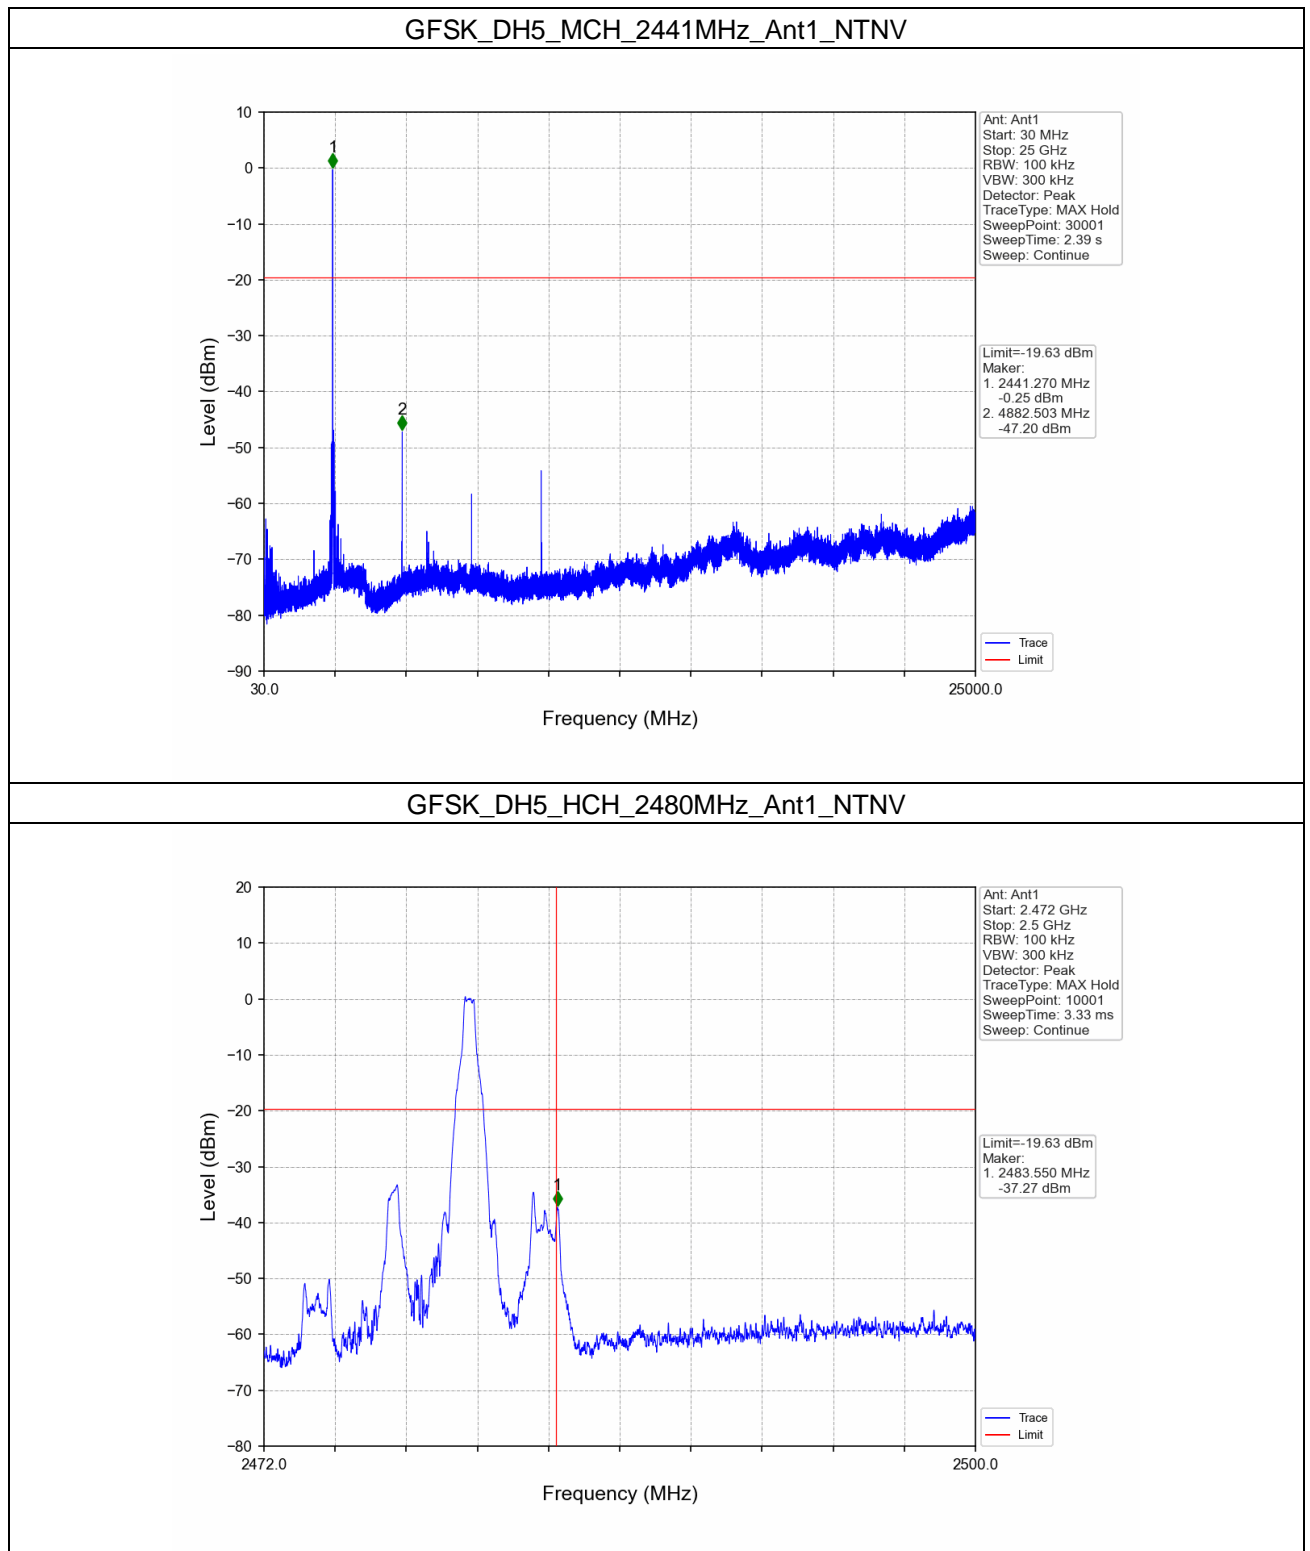 GFSK_DH5_MCH_2441MHz_Ant1_NTNV
10
0
−10
−20
−30
−40
−50
−60
−70
−80
−90
Level (dBm)
1
2
30.0
25000.0
Frequency (MHz)
Ant: Ant1
Start: 30 MHz
Stop: 25 GHz
RBW: 100 kHz
VBW: 300 kHz
Detector: Peak
TraceType: MAX Hold
SweepPoint: 30001
SweepTime: 2.39 s
Sweep: Continue
Limit=-19.63 dBm
Maker:
1. 2441.270 MHz
-0.25 dBm
2. 4882.503 MHz
-47.20 dBm
Trace
Limit
GFSK_DH5_HCH_2480MHz_Ant1_NTNV
20
10
0
−10
−20
−30
−40
−50
−60
−70
−80
Level (dBm)
1
2472.0
2500.0
Frequency (MHz)
Ant: Ant1
Start: 2.472 GHz
Stop: 2.5 GHz
RBW: 100 kHz
VBW: 300 kHz
Detector: Peak
TraceType: MAX Hold
SweepPoint: 10001
SweepTime: 3.33 ms
Sweep: Continue
Limit=-19.63 dBm
Maker:
1. 2483.550 MHz
-37.27 dBm
Trace
Limit